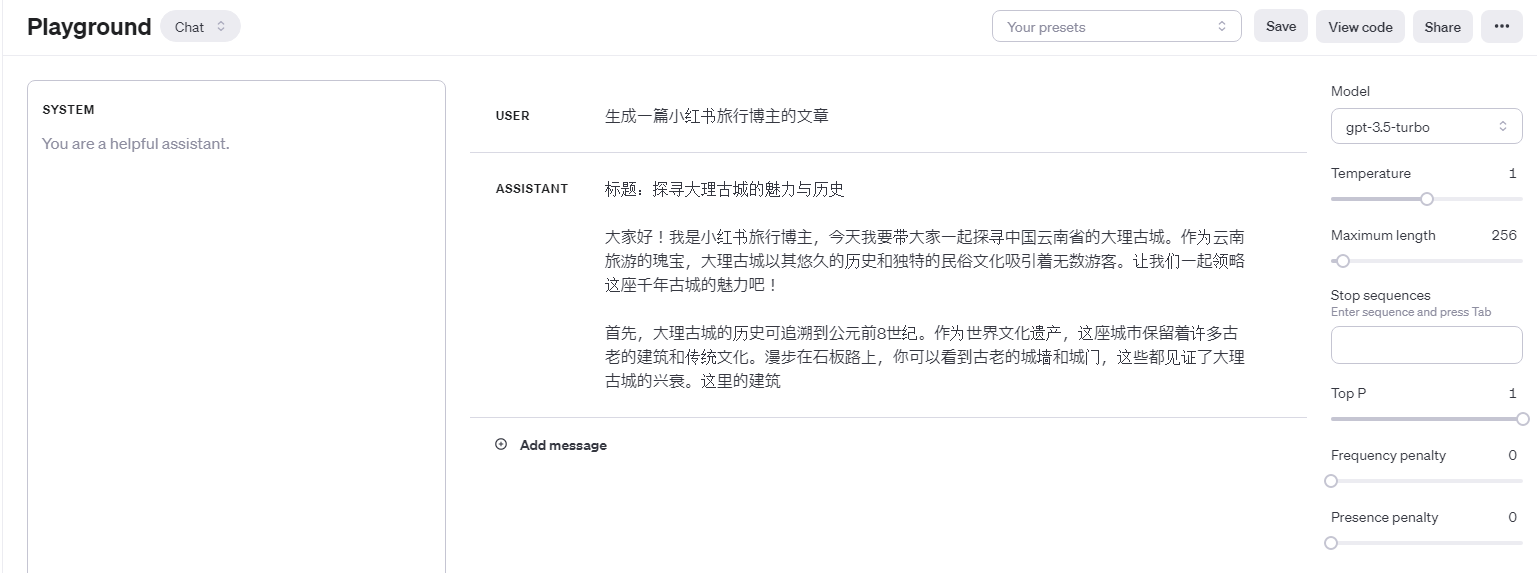 Playground Chat Your presets Save View code Share •••
SYSTEM
You are a helpful assistant.
USER 生成一篇小红书旅行博主的文章
ASSISTANT 标题：探寻大理古城的魅力与历史
大家好！我是小红书旅行博主，今天我要带大家一起探寻中国云南省的大理古城。作为云南
旅游的瑰宝，大理古城以其悠久的历史和独特的民俗文化吸引着无数游客。让我们一起领略
这座千年古城的魅力吧！
首先，大理古城的历史可追溯到公元前8世纪。作为世界文化遗产，这座城市保留着许多古
老的建筑和传统文化。漫步在石板路上，你可以看到古老的城墙和城门，这些都见证了大理
古城的兴衰。这里的建筑
Add message
Model
gpt-3.5-turbo
Temperature 1
Maximum length 256
Stop sequences
Enter sequence and press Tab
Top P 1
Frequency penalty 0
Presence penalty 0